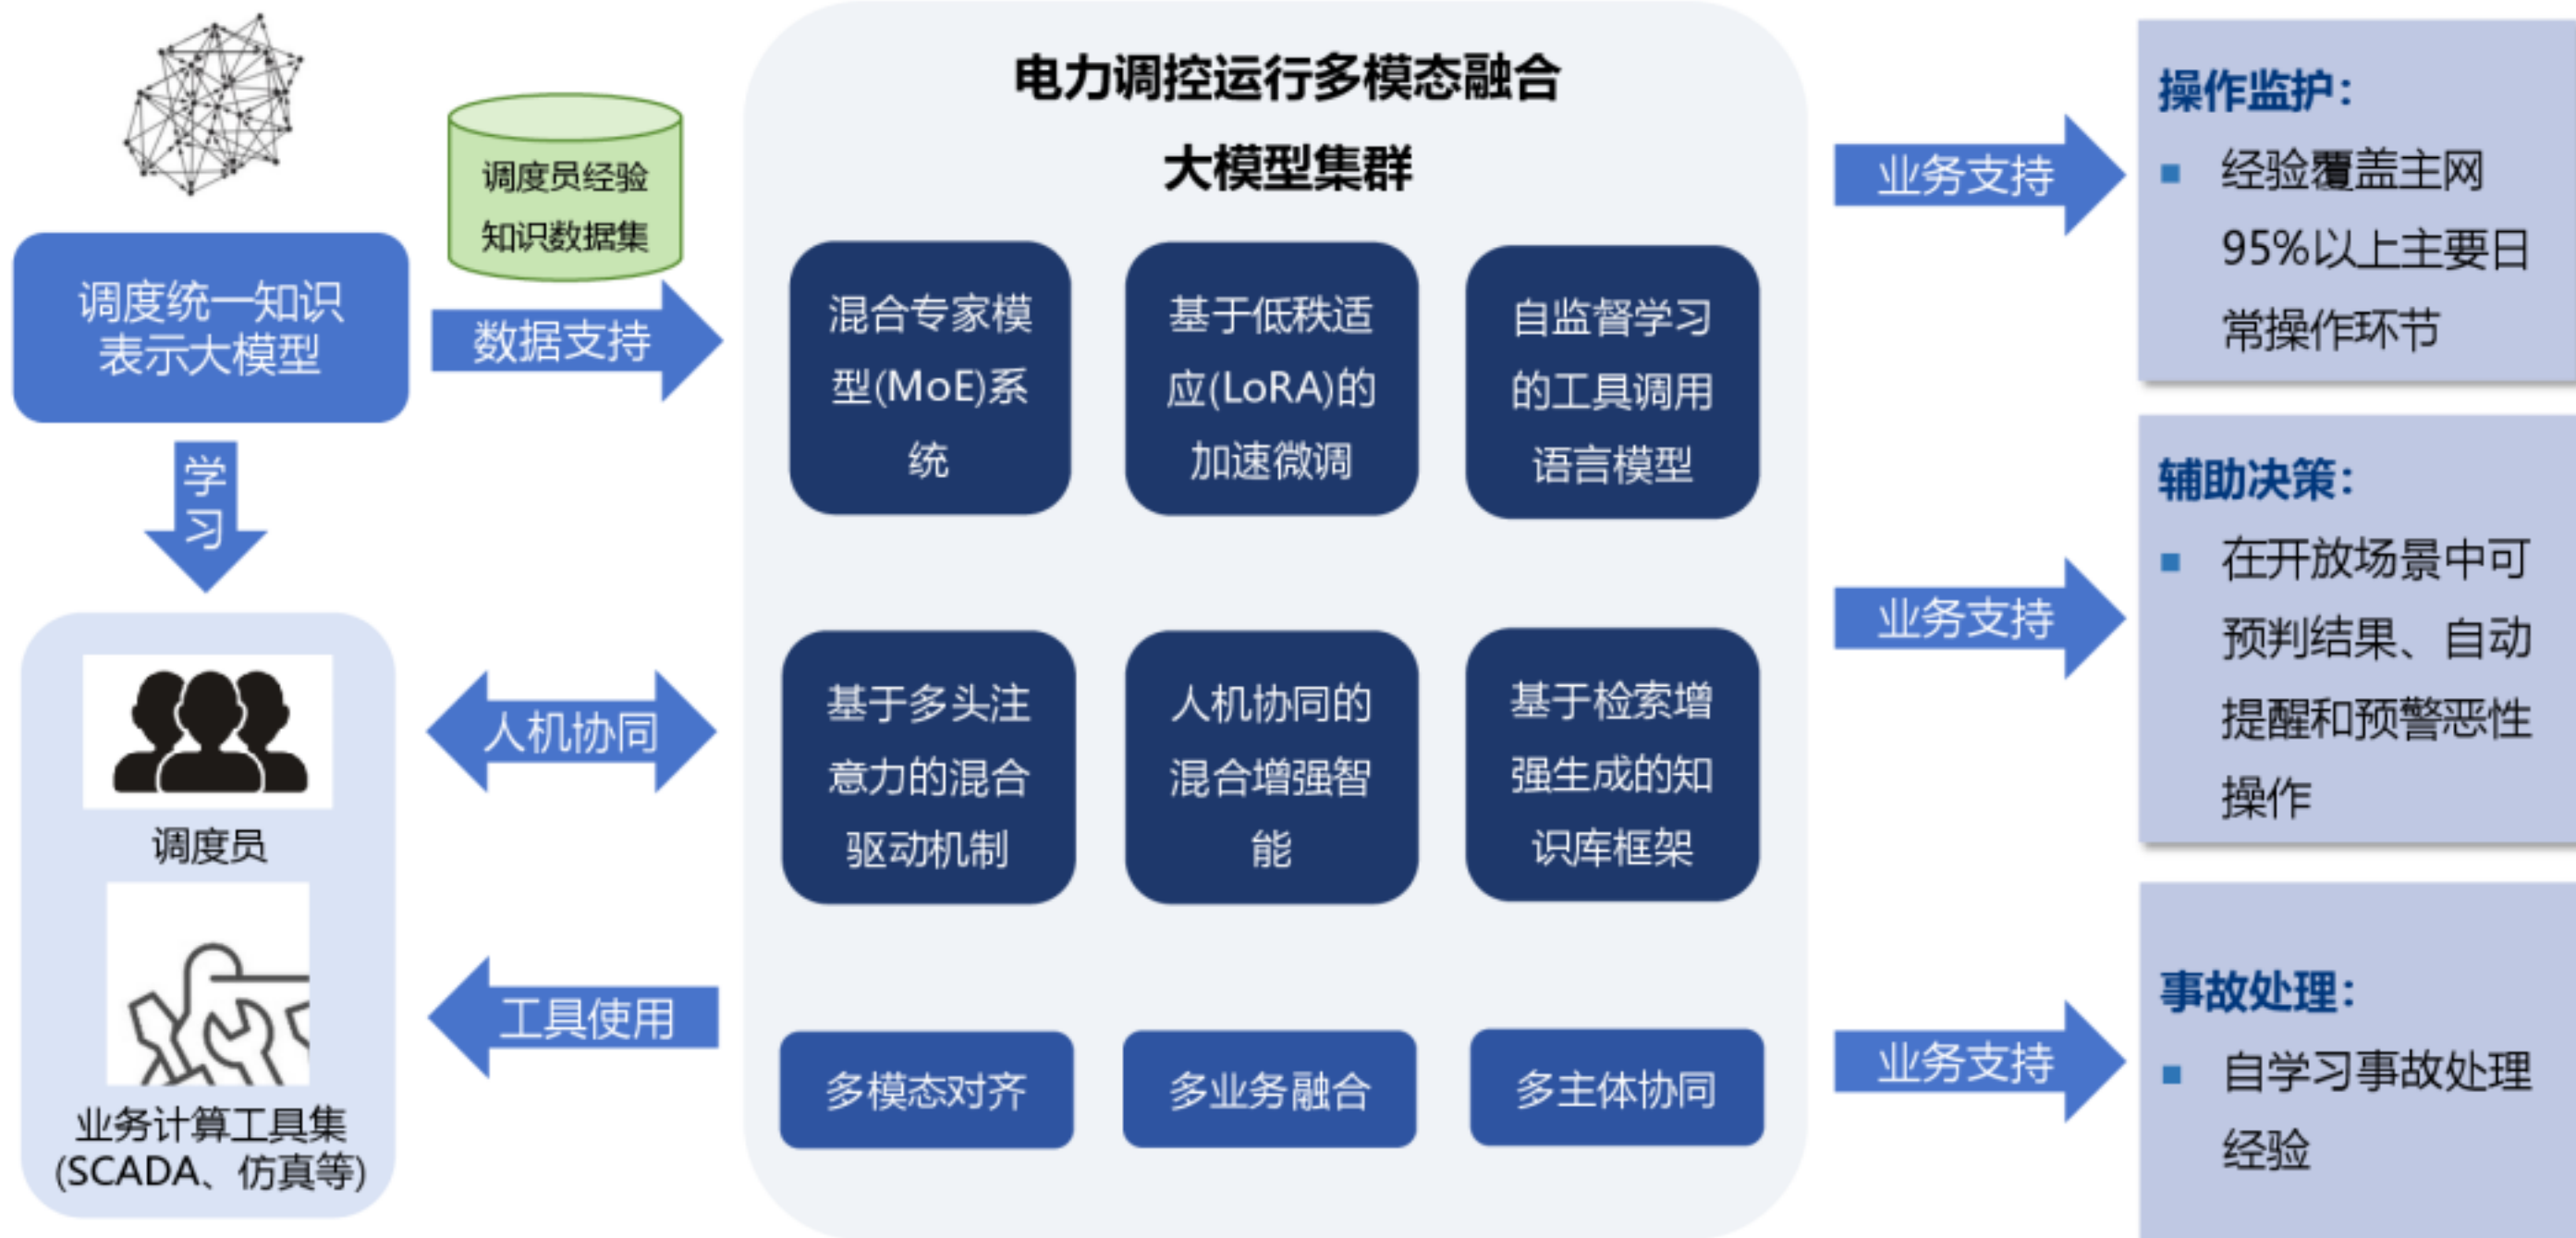 调度统一知识
表示大模型
学
习
调度员
业务计算工具集
(SCADA、仿真等)
调度员经验
知识数据集
数据支持
人机协同
工具使用
电力调控运行多模态融合
大模型集群
混合专家模
型(MoE)系
统
基于低秩适
应(LoRA)的
加速微调
自监督学习
的工具调用
语言模型
基于多头注
意力的混合
驱动机制
人机协同的
混合增强智
能
基于检索增
强生成的知
识库框架
多模态对齐
多业务融合
多主体协同
业务支持
业务支持
业务支持
操作监护：
■ 经验覆盖主网
95%以上主要日
常操作环节
辅助决策：
■ 在开放场景中可
预判结果、自动
提醒和预警恶性
操作
事故处理：
■ 自学习事故处理
经验